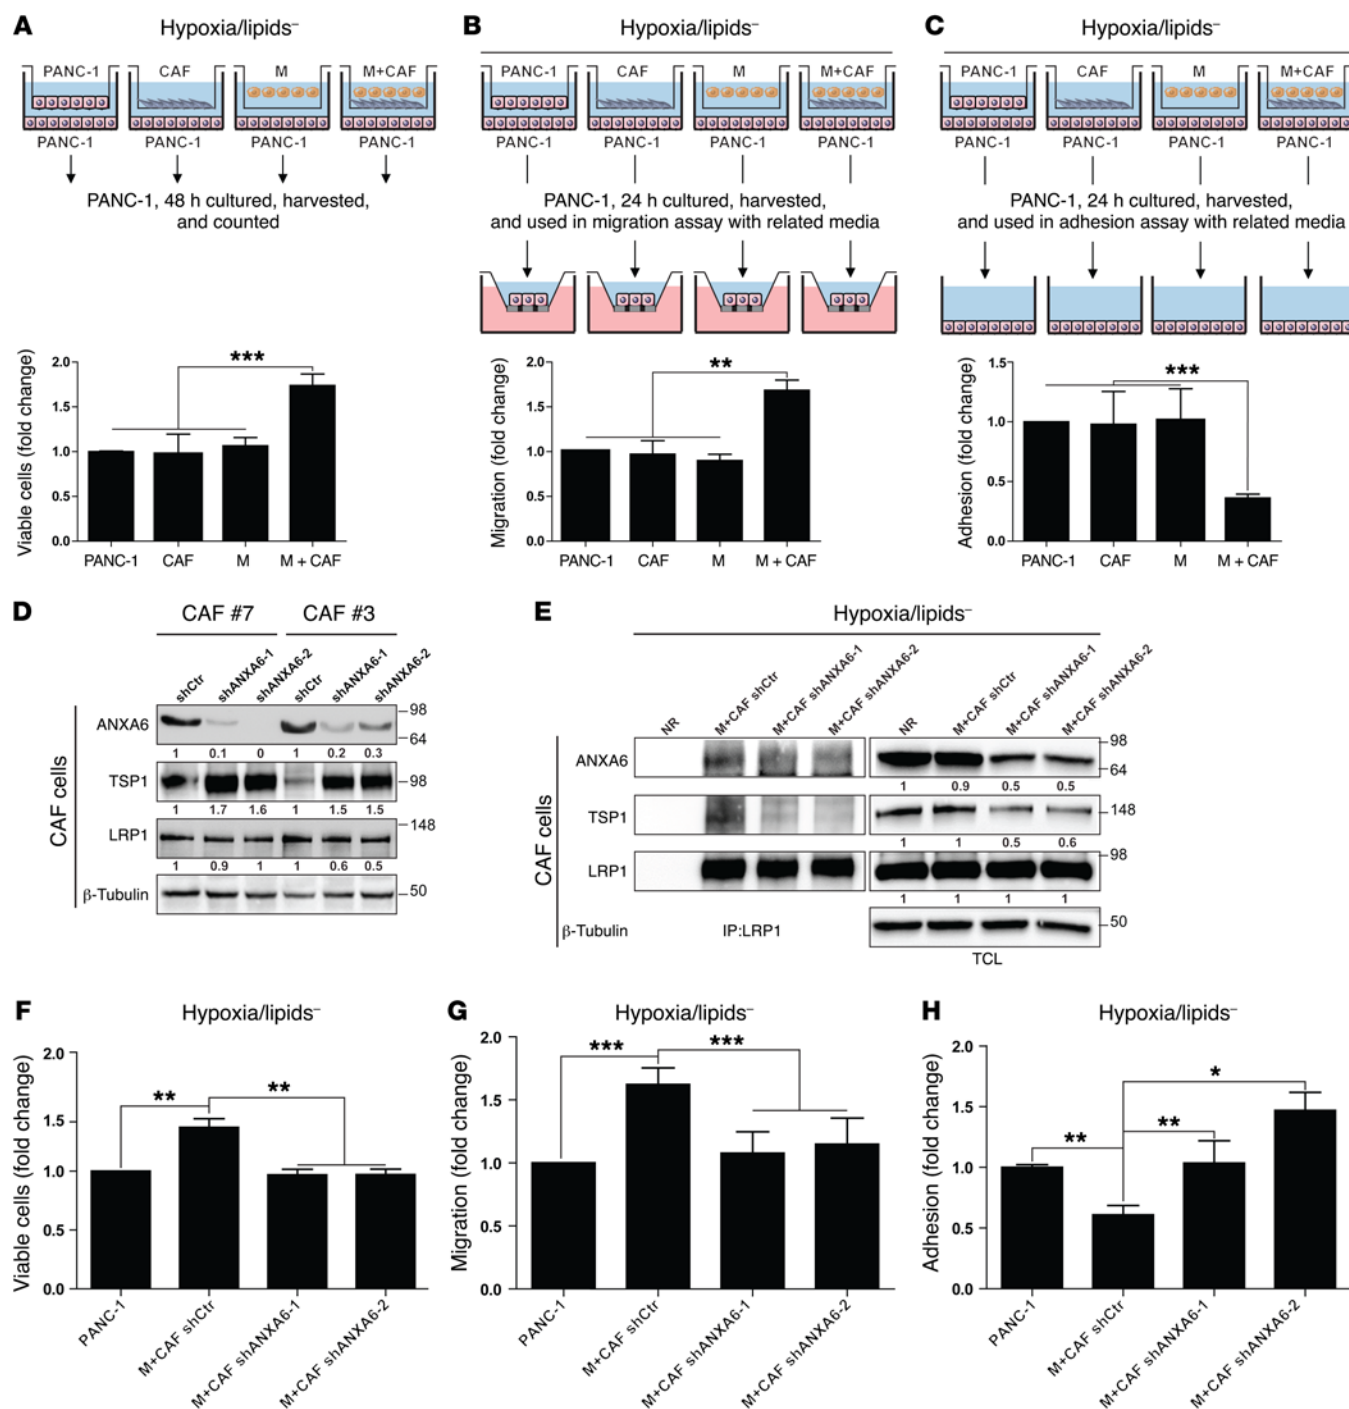 A
Hypoxia/lipids–
PANC-1 CAF M M+CAF
PANC-1 PANC-1 PANC-1 PANC-1
PANC-1, 48 h cultured, harvested,
and counted
Viable cells (fold change)
2.0
1.5
1.0
0.5
0.0
***
PANC-1 CAF M M + CAF
B
Hypoxia/lipids–
PANC-1 CAF M M+CAF
PANC-1 PANC-1 PANC-1 PANC-1
PANC-1, 24 h cultured, harvested,
and used in migration assay with related media
Migration (fold change)
2.0
1.5
1.0
0.5
0.0
**
PANC-1 CAF M M + CAF
C
Hypoxia/lipids–
PANC-1 CAF M M+CAF
PANC-1 PANC-1 PANC-1 PANC-1
PANC-1, 24 h cultured, harvested,
and used in adhesion assay with related media
Adhesion (fold change)
1.5
1.0
0.5
0.0
***
PANC-1 CAF M M + CAF
D
CAF #7 CAF #3
shCtr shANXA6-1 shANXA6-2 shCtr shANXA6-1 shANXA6-2
CAF cells
ANXA6 98
64
1 0.1 0 1 0.2 0.3
TSP1 98
1 1.7 1.6 1 1.5 1.5
LRP1 148
1 0.9 1 1 0.6 0.5
β-Tubulin 50
E
Hypoxia/lipids–
NR M+CAF shCtr M+CAF shANXA6-1 M+CAF shANXA6-2 NR M+CAF shCtr M+CAF shANXA6-1 M+CAF shANXA6-2
CAF cells
ANXA6 98
64
1 0.9 0.5 0.5
TSP1 148
1 1 0.5 0.6
LRP1 98
1 1 1 1
β-Tubulin IP:LRP1 50
TCL
F
Hypoxia/lipids–
Viable cells (fold change)
2.0
1.5
1.0
0.5
0.0
** **
PANC-1 M+CAF shCtr M+CAF shANXA6-1 M+CAF shANXA6-2
G
Hypoxia/lipids–
Migration (fold change)
2.0
1.5
1.0
0.5
0.0
*** ***
PANC-1 M+CAF shCtr M+CAF shANXA6-1 M+CAF shANXA6-2
H
Hypoxia/lipids–
Adhesion (fold change)
2.0
1.5
1.0
0.5
0.0
** ** *
PANC-1 M+CAF shCtr M+CAF shANXA6-1 M+CAF shANXA6-2